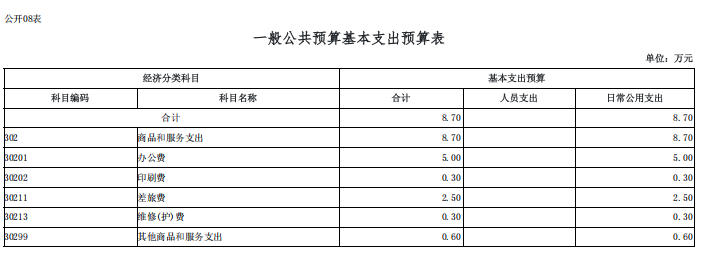 公开08表
一般公共预算基本支出预算表
单位：万元
经济分类科目 基本支出预算
科目编码 科目名称 合计 人员支出 日常公用支出
合计 8.70 8.70
302 商品和服务支出 8.70 8.70
30201 办公费 5.00 5.00
30202 印刷费 0.30 0.30
30211 差旅费 2.50 2.50
30213 维修(护)费 0.30 0.30
30299 其他商品和服务支出 0.60 0.60